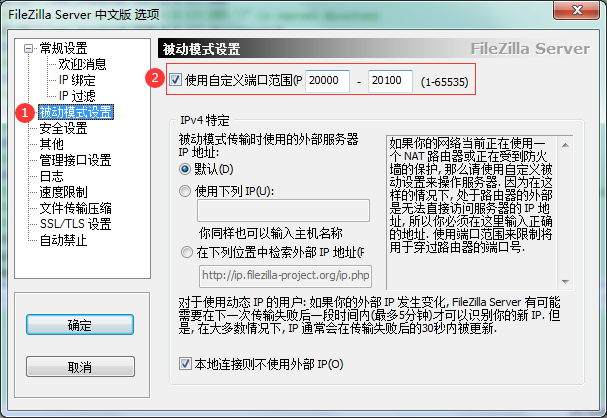 FileZilla Server 中文版 选项
常规设置
欢迎消息
IP 绑定
IP 过滤
1 被动模式设置
安全设置
其他
管理接口设置
日志
速度限制
文件传输压缩
SSL/TLS 设置
自动禁止
确定
取消
被动模式设置 FileZilla Server
2 使用自定义端口范围(P 20000 - 20100 (1-65535)
IPv4 特定
被动模式传输时使用的外部服务器
IP 地址:
默认(D)
使用下列 IP(U):
你同样也可以输入主机名称
在下列位置中检索外部 IP 地址(F
http://ip.filezilla-project.org/ip.php
如果你的网络当前正在使用一
个 NAT 路由器或正在受到防火
墙的保护, 那么请使用自定义被
动设置来操作服务器. 因为在这
样的情况下, 处于路由器的外部
是无法直接访问服务器的 IP 地
址, 所以你必须在这里输入正确
的地址. 使用端口范围来限制将
用于穿过路由器的端口号.
对于使用动态 IP 的用户: 如果你的外部 IP 发生变化, FileZilla Server 有可能
需要在下一次传输失败后一段时间内(最多5分钟)才可以识别你的新 IP. 但
是, 在大多数情况下, IP 通常会在传输失败后的30秒内被更新.
本地连接则不使用外部 IP(O)